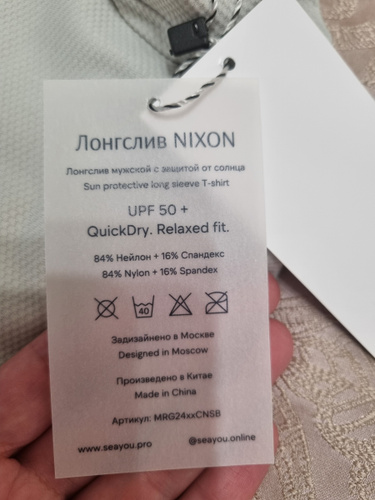 Лонгслив NIXON
Лонгслив мужской с защитой от солнца
Sun protective long sleeve T-shirt
UPF 50 +
QuickDry. Relaxed fit.
84% Нейлон + 16% Спандекс
84% Nylon + 16% Spandex
40
Задизайнено в Москве
Designed in Moscow
Произведено в Китае
Made in China
Артикул: MRG24xxCNSB
www.seayou.pro @seayou.online